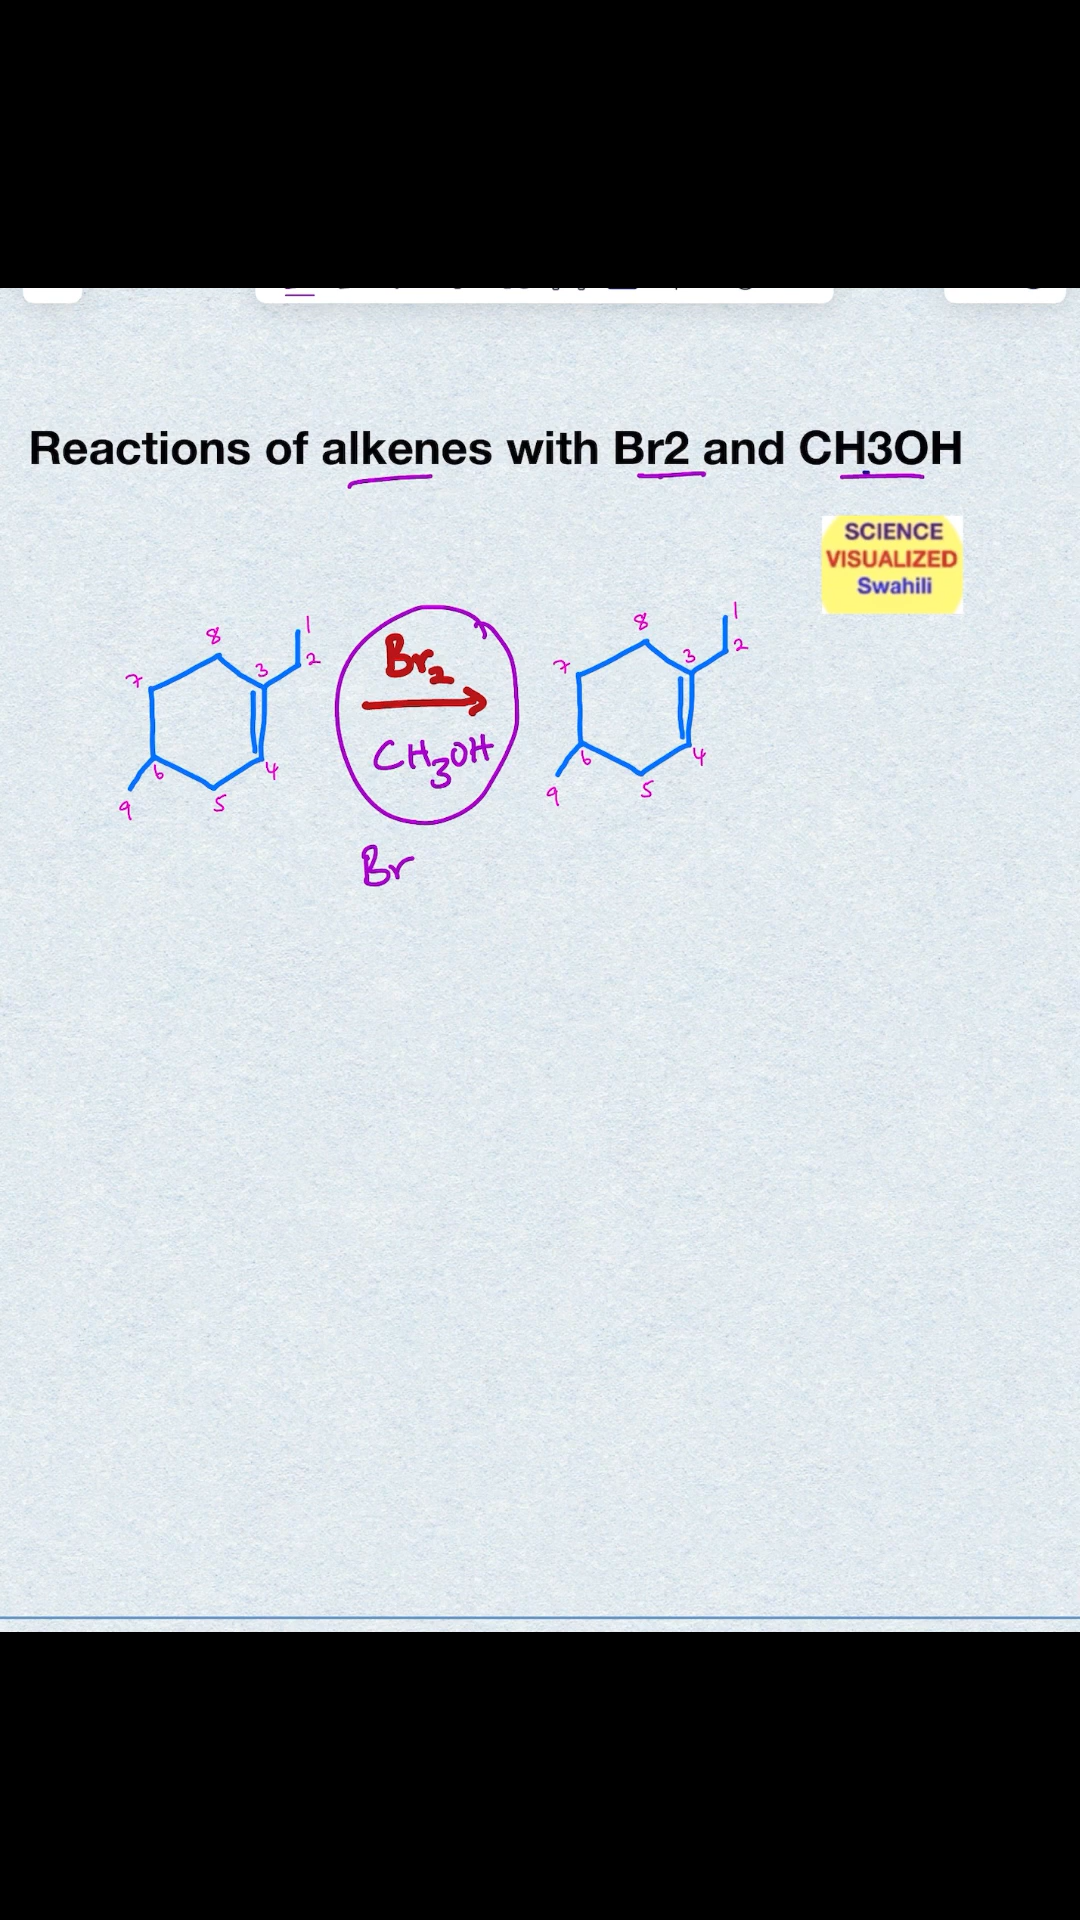 Reactions of alkenes with Br2 and CH3OH
SCIENCE
VISUALIZED
Swahili
8 1 2 3 7 6 4 5 9
Br2
CH3OH
8 1 2 3 7 6 4 5 9
Br